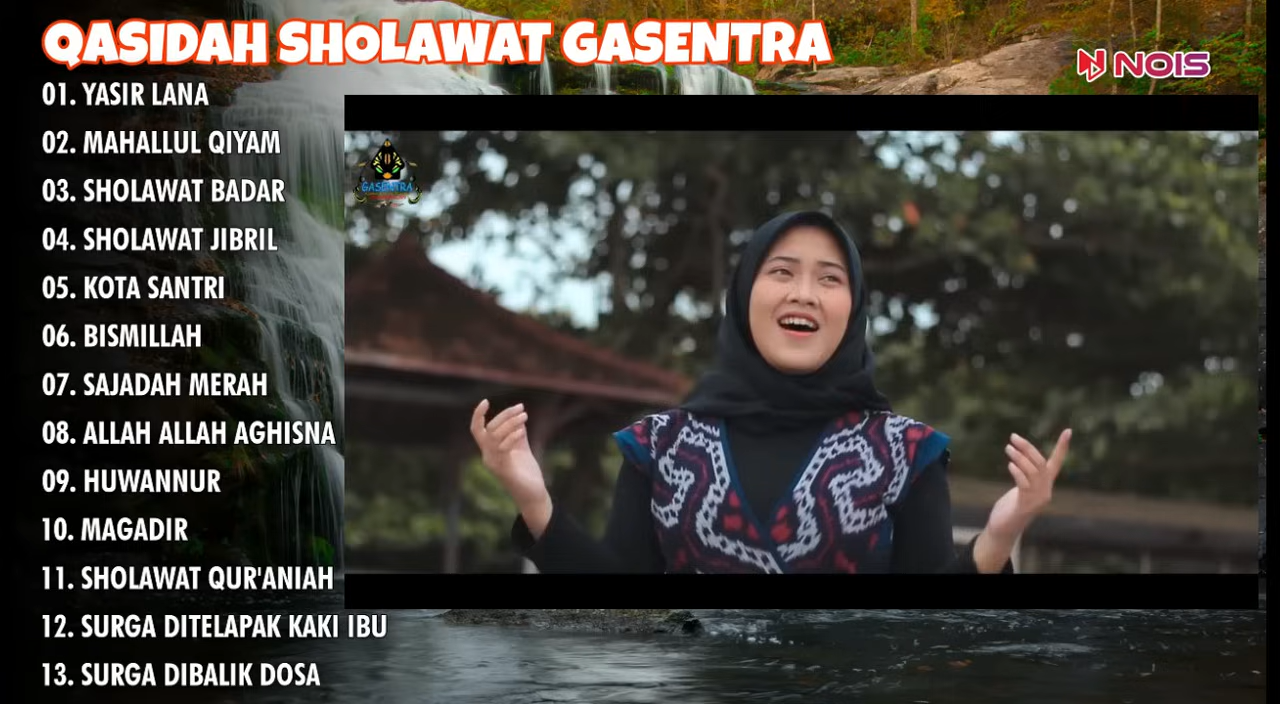 QASIDAH SHOLAWAT GASENTRA
NOIS
01. YASIR LANA
02. MAHALLUL QIYAM
03. SHOLAWAT BADAR
04. SHOLAWAT JIBRIL
05. KOTA SANTRI
06. BISMILLAH
07. SAJADAH MERAH
08. ALLAH ALLAH AGHISNA
09. HUWANNUR
10. MAGADIR
11. SHOLAWAT QUR'ANIAH
12. SURGA DITELAPAK KAKI IBU
13. SURGA DIBALIK DOSA
GASENTRA